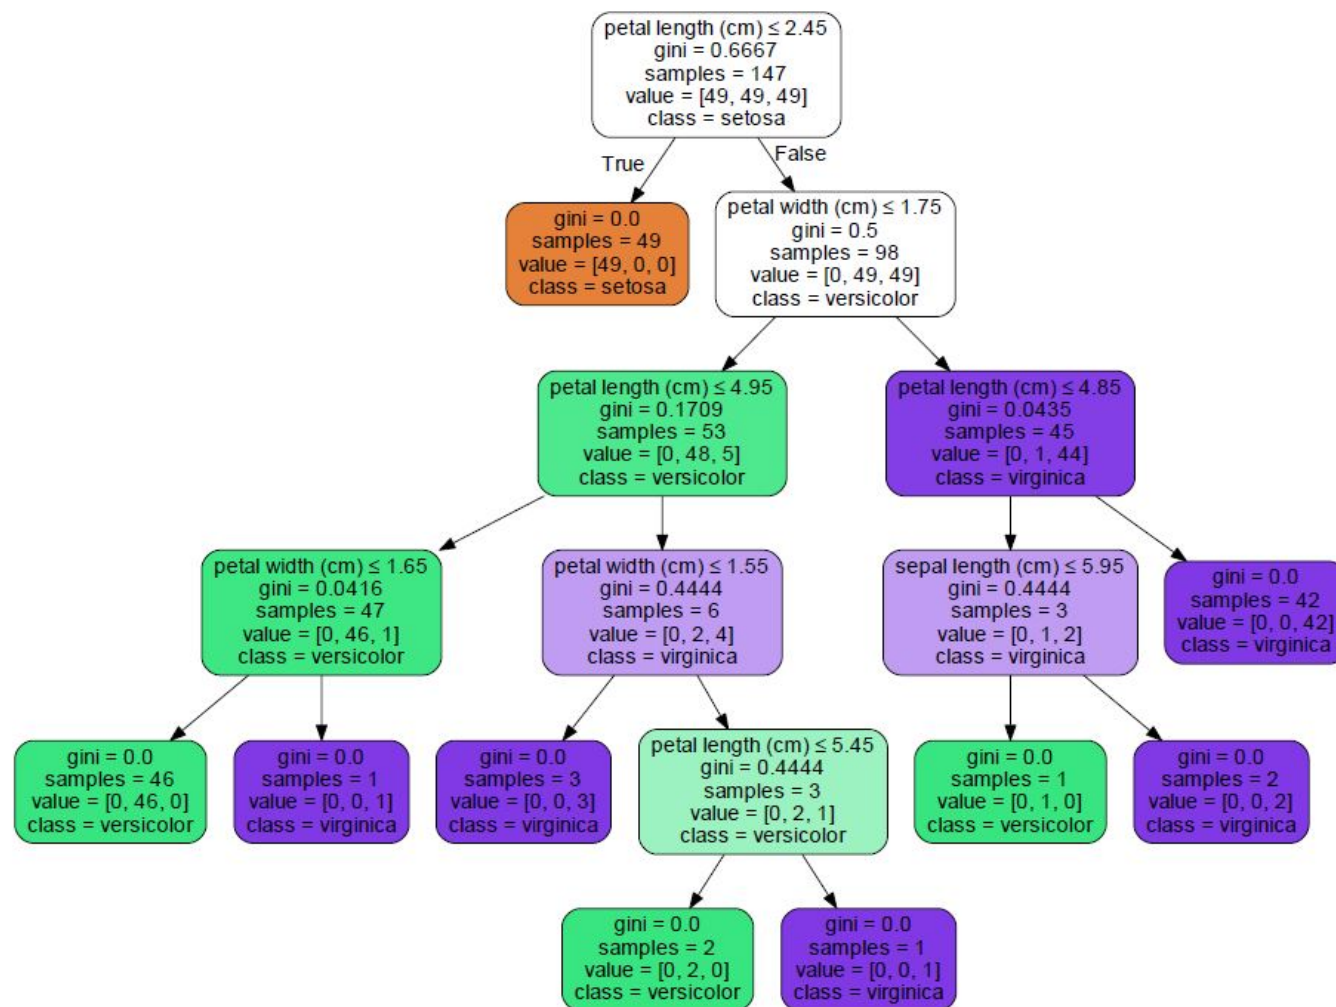 petal length (cm) ≤ 2.45
gini = 0.6667
samples = 147
value = [49, 49, 49]
class = setosa
True
False
gini = 0.0
samples = 49
value = [49, 0, 0]
class = setosa
petal width (cm) ≤ 1.75
gini = 0.5
samples = 98
value = [0, 49, 49]
class = versicolor
petal length (cm) ≤ 4.95
gini = 0.1709
samples = 53
value = [0, 48, 5]
class = versicolor
petal length (cm) ≤ 4.85
gini = 0.0435
samples = 45
value = [0, 1, 44]
class = virginica
petal width (cm) ≤ 1.65
gini = 0.0416
samples = 47
value = [0, 46, 1]
class = versicolor
petal width (cm) ≤ 1.55
gini = 0.4444
samples = 6
value = [0, 2, 4]
class = virginica
sepal length (cm) ≤ 5.95
gini = 0.4444
samples = 3
value = [0, 1, 2]
class = virginica
gini = 0.0
samples = 42
value = [0, 0, 42]
class = virginica
gini = 0.0
samples = 46
value = [0, 46, 0]
class = versicolor
gini = 0.0
samples = 1
value = [0, 0, 1]
class = virginica
gini = 0.0
samples = 3
value = [0, 0, 3]
class = virginica
petal length (cm) ≤ 5.45
gini = 0.4444
samples = 3
value = [0, 2, 1]
class = versicolor
gini = 0.0
samples = 1
value = [0, 1, 0]
class = versicolor
gini = 0.0
samples = 2
value = [0, 0, 2]
class = virginica
gini = 0.0
samples = 2
value = [0, 2, 0]
class = versicolor
gini = 0.0
samples = 1
value = [0, 0, 1]
class = virginica